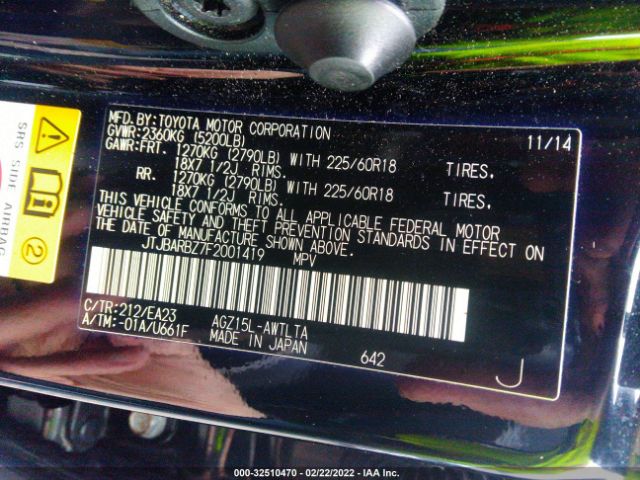 MFD.BY:TOYOTA MOTOR CORPORATION 11/14
GVWR:2360KG (5200LB)
GAWR:FRT. 1270KG (2790LB) WITH 225/60R18 TIRES.
18X7 1/2J RIMS.
RR. 1270KG (2790LB) WITH 225/60R18 TIRES.
18X7 1/2J RIMS.
THIS VEHICLE CONFORMS TO ALL APPLICABLE FEDERAL MOTOR
VEHICLE SAFETY AND THEFT PREVENTION STANDARDS IN EFFECT ON
THE DATE OF MANUFACTURE SHOWN ABOVE.
JTJBARBZ7F2001419 MPV
C/TR:212/EA23 AGZ15L-AWTLTA
A/TM:-01A/U661F MADE IN JAPAN
642
J
SRS SIDE AIRBAG
2
000-32510470 - 02/22/2022 - IAA Inc.